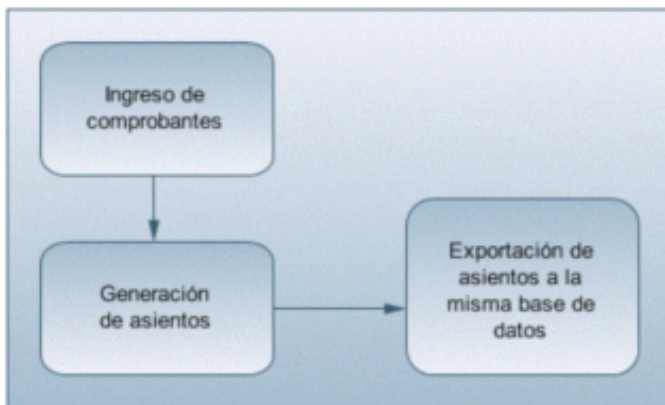 Ingreso de
comprobantes
Generación
de asientos
Exportación de
asientos a la
misma base de
datos